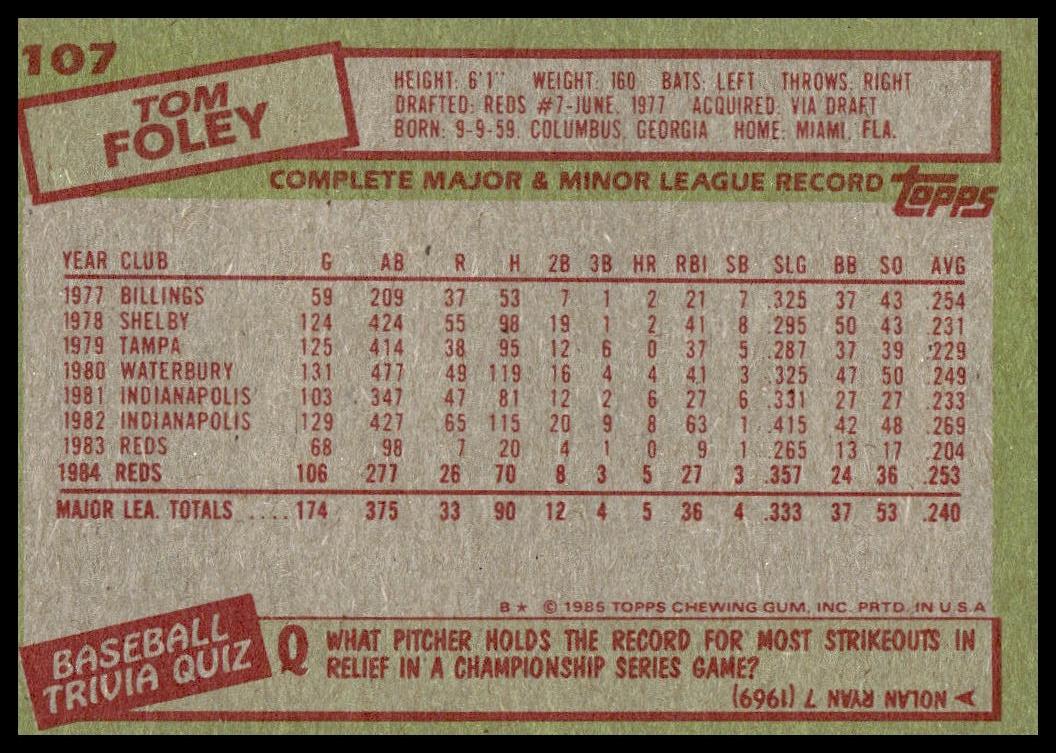 107
TOM
FOLEY
HEIGHT: 6'1" WEIGHT: 160 BATS: LEFT THROWS: RIGHT
DRAFTED: REDS #7-JUNE, 1977 ACQUIRED: VIA DRAFT
BORN: 9-9-59, COLUMBUS, GEORGIA HOME: MIAMI, FLA.
COMPLETE MAJOR & MINOR LEAGUE RECORD topps
YEAR CLUB G AB R H 2B 3B HR RBI SB SLG BB SO AVG
1977 BILLINGS 59 209 37 53 7 1 2 21 7 .325 37 43 .254
1978 SHELBY 124 424 55 98 19 1 2 41 8 .295 50 43 .231
1979 TAMPA 125 414 38 95 12 6 0 37 5 .287 37 39 .229
1980 WATERBURY 131 477 49 119 16 4 4 41 3 .325 47 50 .249
1981 INDIANAPOLIS 103 347 47 81 12 2 6 27 6 .331 27 27 .233
1982 INDIANAPOLIS 129 427 65 115 20 9 8 63 1 .415 42 48 .269
1983 REDS 68 98 7 20 4 1 0 9 1 .265 13 17 .204
1984 REDS 106 277 26 70 8 3 5 27 3 .357 24 36 .253
MAJOR LEA. TOTALS ....174 375 33 90 12 4 5 36 4 .333 37 53 .240
B★ © 1985 TOPPS CHEWING GUM, INC. PRTD. IN U.S.A
BASEBALL
TRIVIA QUIZ
Q WHAT PITCHER HOLDS THE RECORD FOR MOST STRIKEOUTS IN
RELIEF IN A CHAMPIONSHIP SERIES GAME?
A NOLAN RYAN 7 (1969)